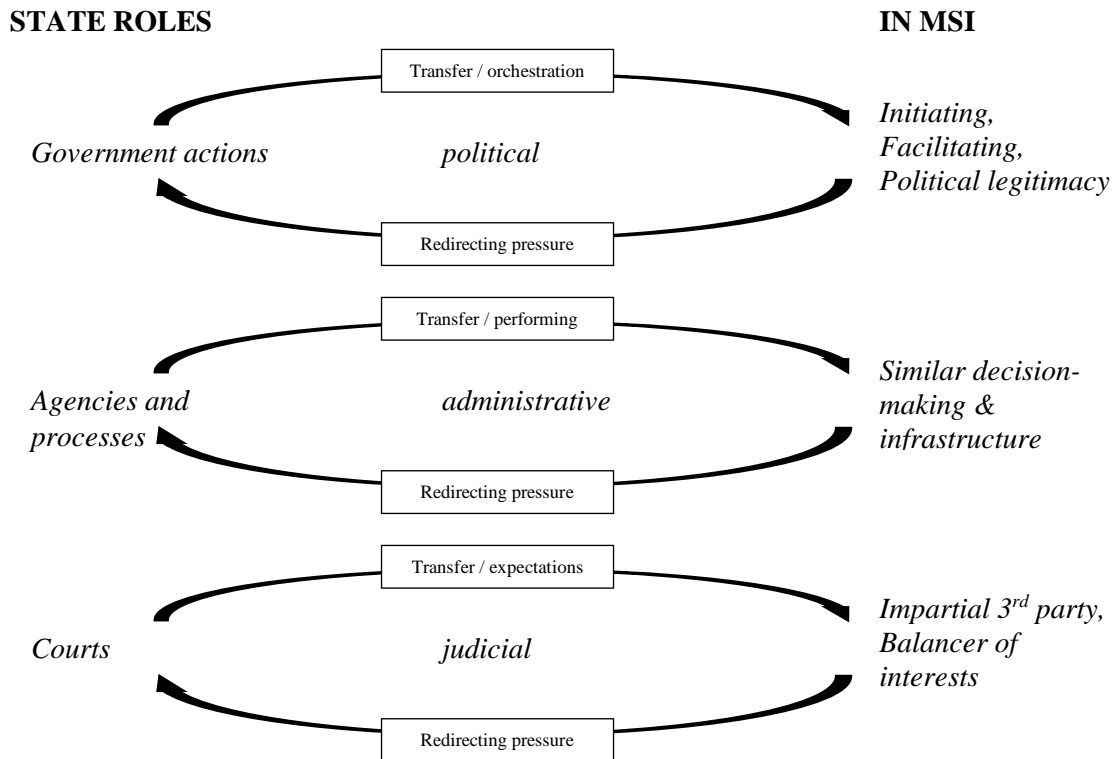 STATE ROLES
IN MSI
Transfer / orchestration
Government actions
political
Initiating,
Facilitating,
Political legitimacy
Redirecting pressure
Transfer / performing
Agencies and
processes
administrative
Similar decision-
making &
infrastructure
Redirecting pressure
Transfer / expectations
Courts
judicial
Impartial 3rd party,
Balancer of
interests
Redirecting pressure